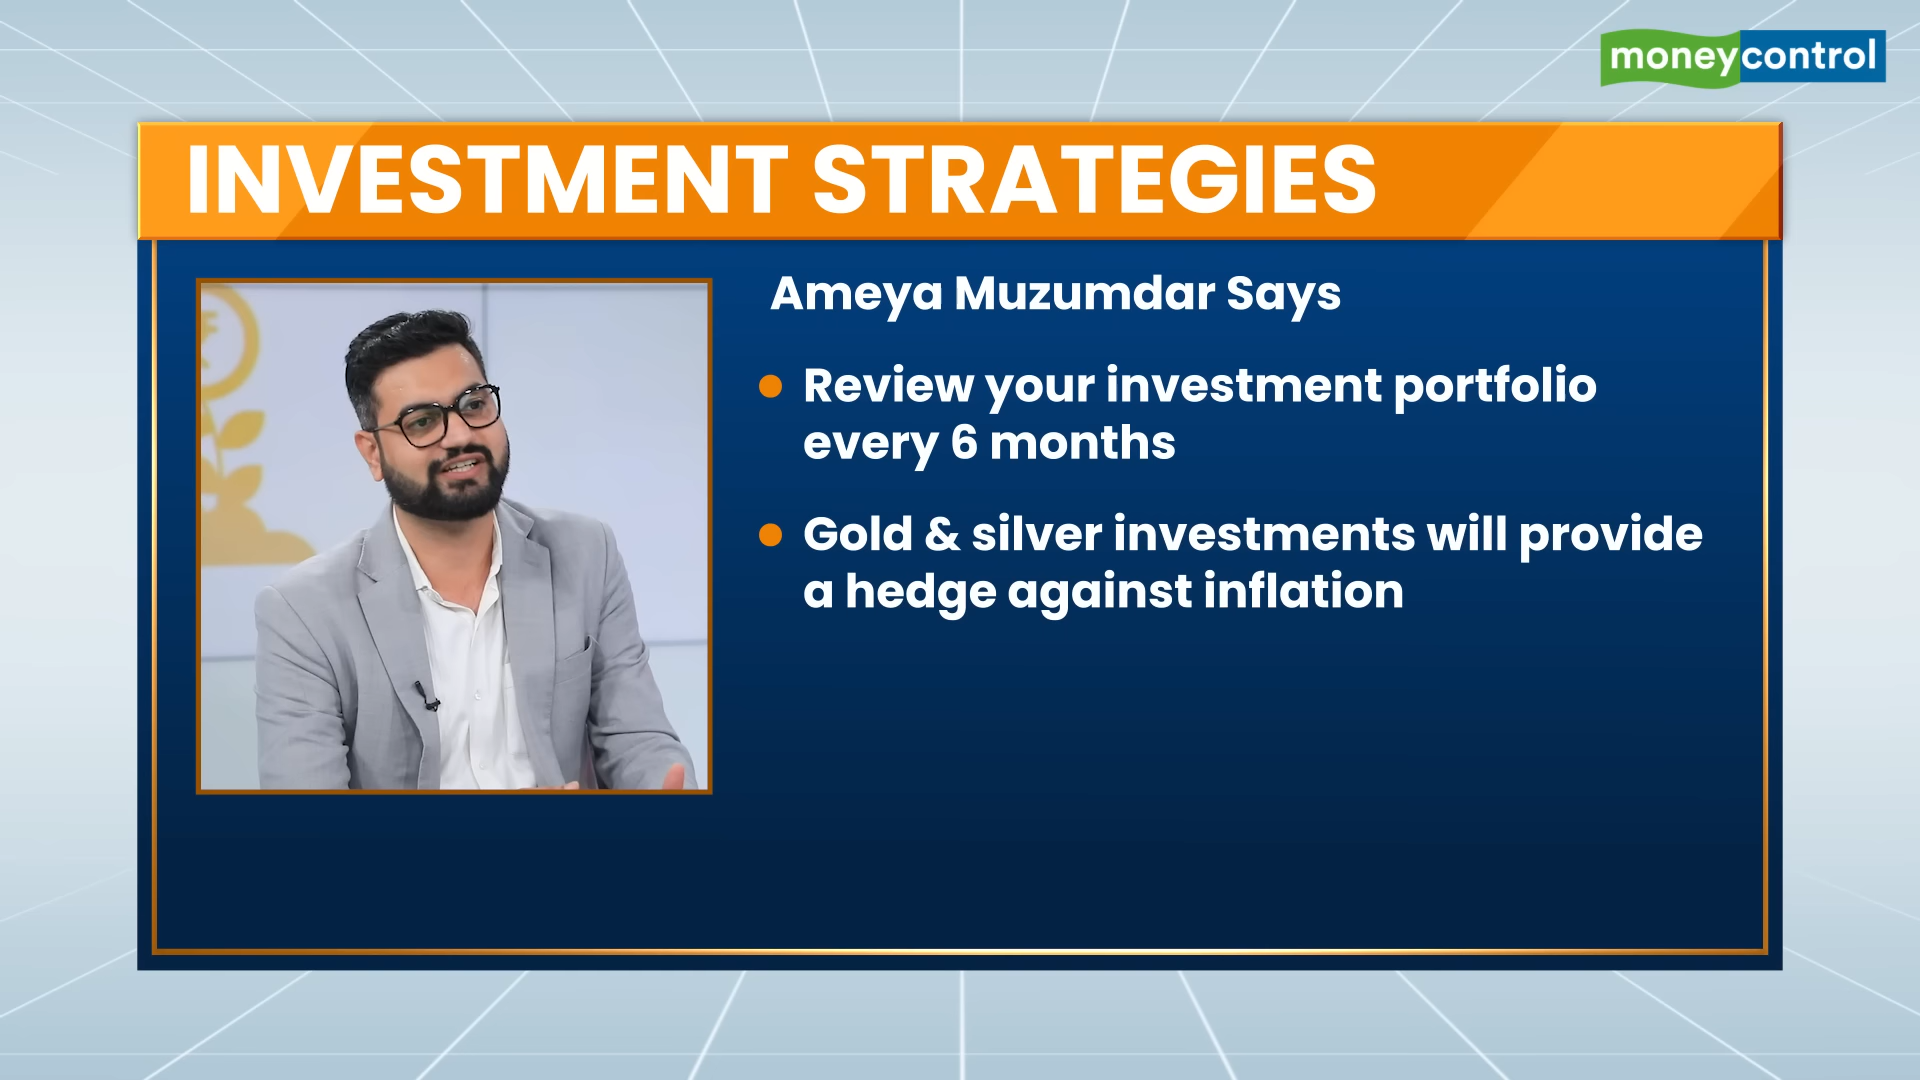 moneycontrol
INVESTMENT STRATEGIES
Ameya Muzumdar Says
Review your investment portfolio
every 6 months
Gold & silver investments will provide
a hedge against inflation